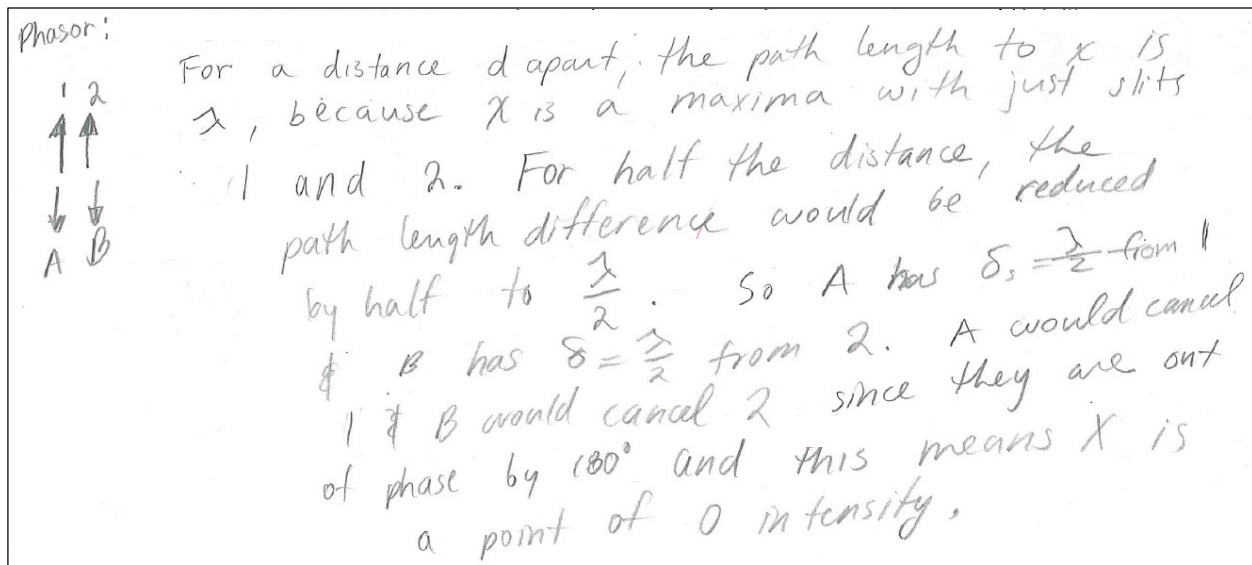 Phasor:
1 2
A B
For a distance d apart, the path length to x is
λ, because x is a maxima with just slits
1 and 2. For half the distance, the
path length difference would be reduced
by half to λ/2. So A has δ, = λ/2 from 1
& B has δ = λ/2 from 2. A would cancel
1 & B would cancel 2 since they are out
of phase by 180° and this means X is
a point of 0 intensity.